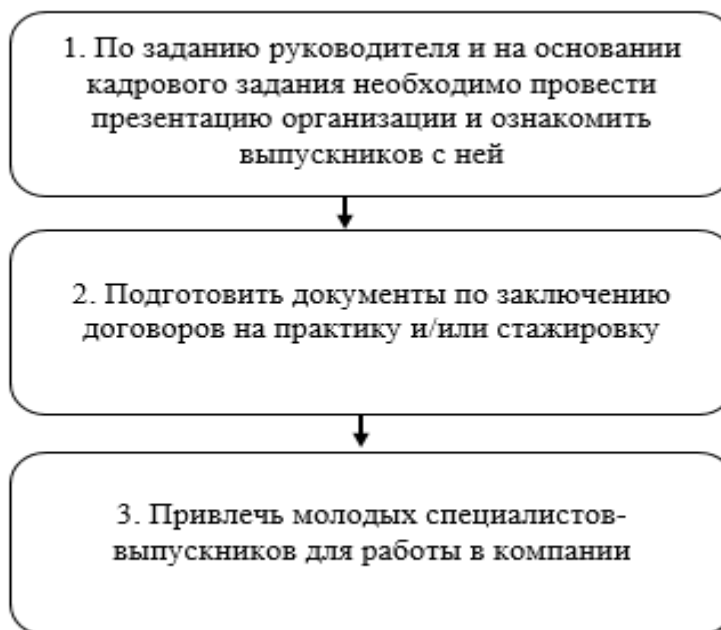 1. По заданию руководителя и на основании
кадрового задания необходимо провести
презентацию организации и ознакомить
выпускников с ней
2. Подготовить документы по заключению
договоров на практику и/или стажировку
3. Привлечь молодых специалистов-
выпускников для работы в компании